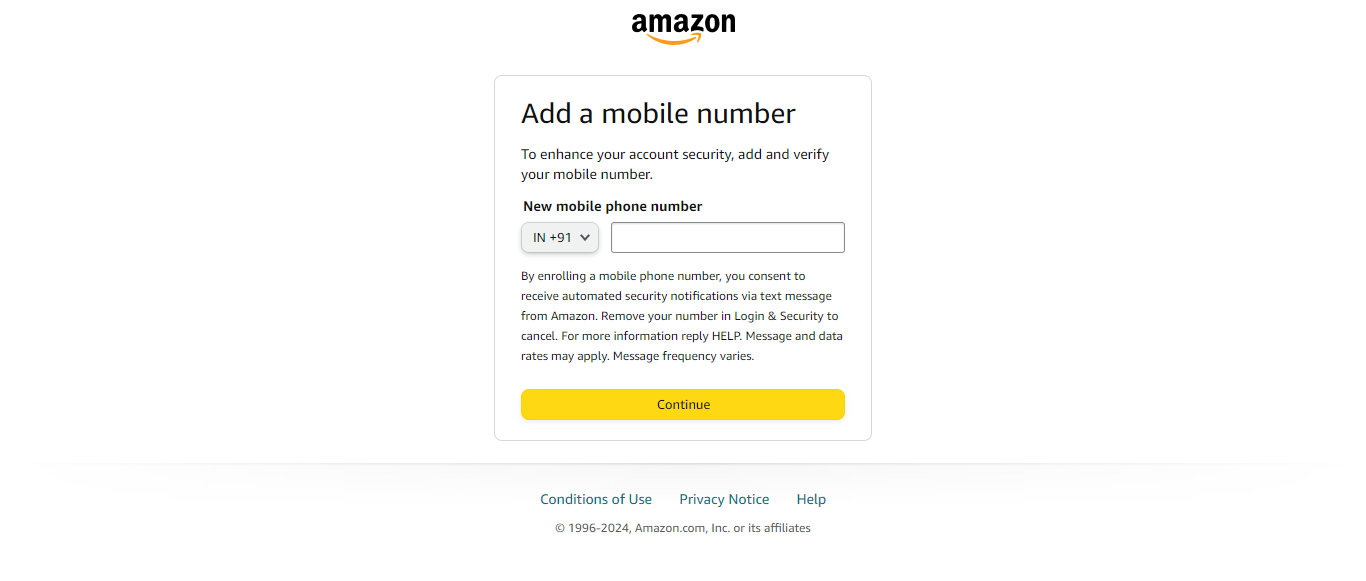 amazon
Add a mobile number
To enhance your account security, add and verify
your mobile number.
New mobile phone number
IN +91
By enrolling a mobile phone number, you consent to
receive automated security notifications via text message
from Amazon. Remove your number in Login & Security to
cancel. For more information reply HELP. Message and data
rates may apply. Message frequency varies.
Continue
Conditions of Use Privacy Notice Help
© 1996-2024, Amazon.com, Inc. or its affiliates